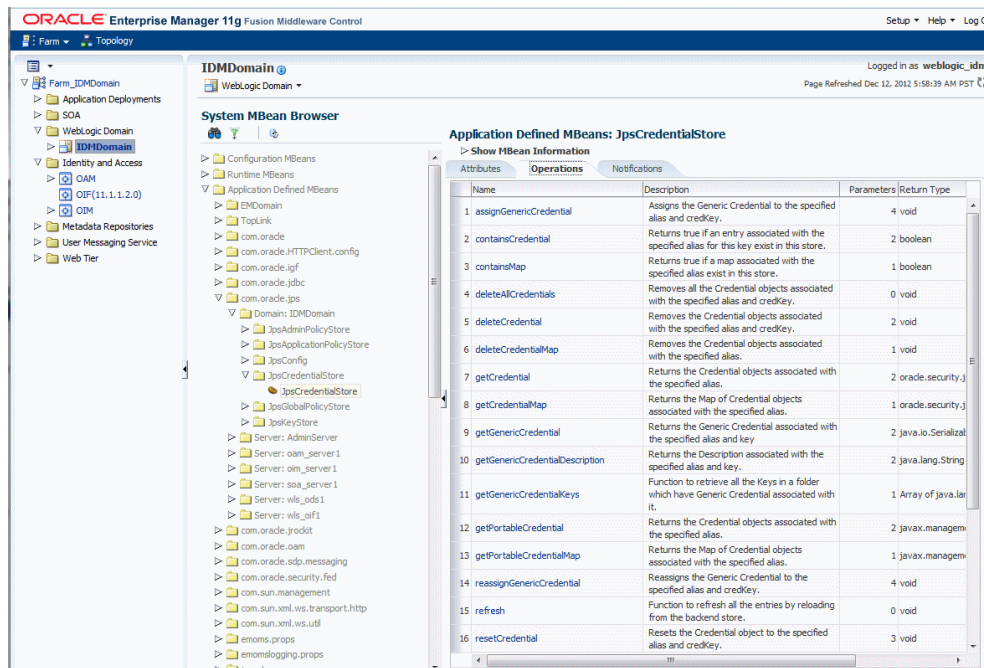 ORACLE Enterprise Manager 11g Fusion Middleware Control
Setup Help Log
Farm Topology
Farm_IDMDomain
Application Deployments
SOA
WebLogic Domain
IDMDomain
Identity and Access
OAM
OIF(11.1.1.2.0)
OIM
Metadata Repositories
User Messaging Service
Web Tier
IDMDomain
Logged in as weblogic_idm
WebLogic Domain
Page Refreshed Dec 12, 2012 5:58:39 AM PST
System MBean Browser
Configuration MBeans
Runtime MBeans
Application Defined MBeans
EMDomain
TopLink
com.oracle
com.oracle.HTTPClient.config
com.oracle.igf
com.oracle.jdbc
com.oracle.jps
Domain: IDMDomain
JpsAdminPolicyStore
JpsApplicationPolicyStore
JpsConfig
JpsCredentialStore
JpsCredentialStore
JpsGlobalPolicyStore
JpsKeyStore
Server: AdminServer
Server: oam_server1
Server: oim_server1
Server: soa_server1
Server: wls_ods1
Server: wls_oif1
com.oracle.jrockit
com.oracle.oam
com.oracle.sdp.messaging
com.oracle.security.fed
com.sun.management
com.sun.xml.ws.transport.http
com.sun.xml.ws.util
emoms.props
emomslogging.props
Application Defined MBeans: JpsCredentialStore
Show MBean Information
Attributes Operations Notifications
Name Description Parameters Return Type
1 assignGenericCredential Assigns the Generic Credential to the specified 4 void
alias and credKey.
2 containsCredential Returns true if an entry associated with the 2 boolean
specified alias for this key exist in this store.
3 containsMap Returns true if a map associated with the 1 boolean
specified alias exist in this store.
4 deleteAllCredentials Removes all the Credential objects associated 0 void
with the specified alias and credKey.
5 deleteCredential Removes the Credential objects associated 2 void
with the specified alias and credKey.
6 deleteCredentialMap Removes the Credential objects associated 1 void
with the specified alias.
7 getCredential Returns the Credential objects associated with 2 oracle.security.j
the specified alias.
8 getCredentialMap Returns the Map of Credential objects 1 oracle.security.j
associated with the specified alias.
9 getGenericCredential Returns the Generic Credential associated with 2 java.io.Serializal
the specified alias and key
10 getGenericCredentialDescription Returns the Description associated with the 2 java.lang.String
specified alias and key.
11 getGenericCredentialKeys Function to retrieve all the Keys in a folder 1 Array of java.lan
which have Generic Credential associated with
it.
12 getPortableCredential Returns the Credential objects associated with 2 javax.managem
the specified alias.
13 getPortableCredentialMap Returns the Map of Credential objects 1 javax.managem
associated with the specified alias.
14 reassignGenericCredential Reassigns the Generic Credential to the 4 void
specified alias and credKey.
15 refresh Function to refresh all the entries by reloading 0 void
from the backend store.
16 resetCredential Resets the Credential object to the specified 3 void
alias and credKey.